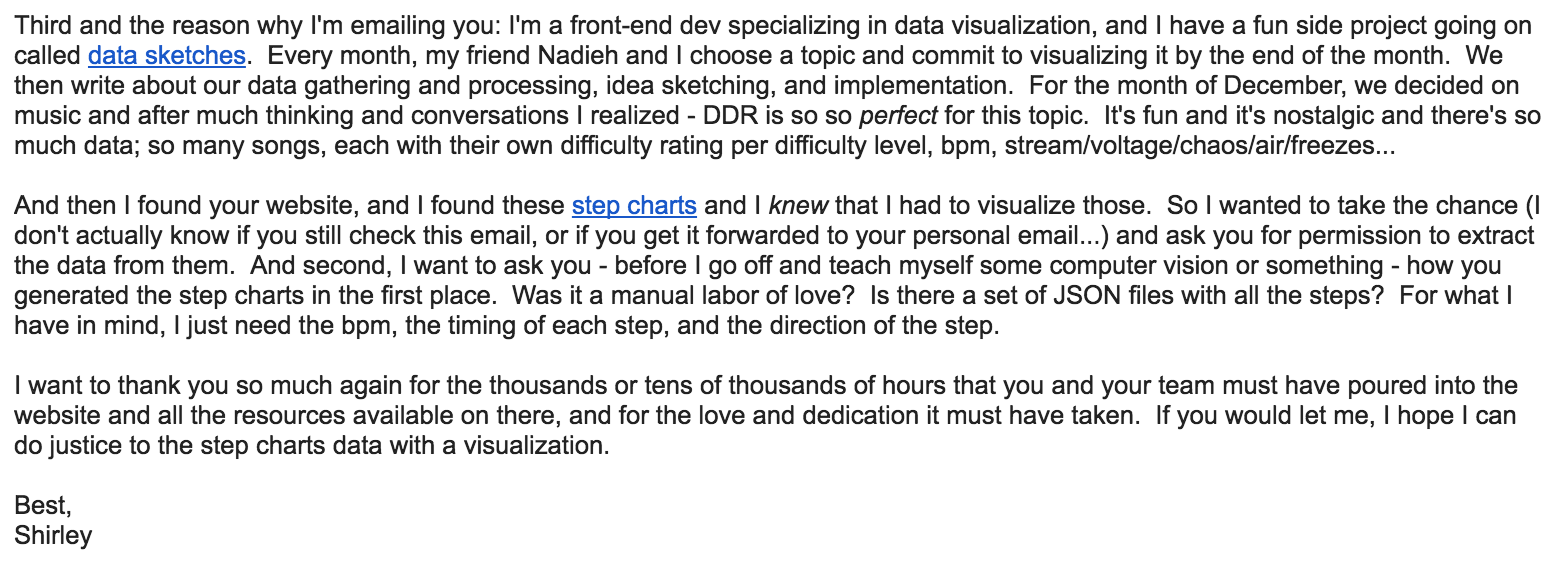 Third and the reason why I'm emailing you: I'm a front-end dev specializing in data visualization, and I have a fun side project going on
called data sketches.  Every month, my friend Nadieh and I choose a topic and commit to visualizing it by the end of the month.  We
then write about our data gathering and processing, idea sketching, and implementation.  For the month of December, we decided on
music and after much thinking and conversations I realized - DDR is so so perfect for this topic.  It's fun and it's nostalgic and there's so
much data; so many songs, each with their own difficulty rating per difficulty level, bpm, stream/voltage/chaos/air/freezes...
And then I found your website, and I found these step charts and I knew that I had to visualize those.  So I wanted to take the chance (I
don't actually know if you still check this email, or if you get it forwarded to your personal email...) and ask you for permission to extract
the data from them.  And second, I want to ask you - before I go off and teach myself some computer vision or something - how you
generated the step charts in the first place.  Was it a manual labor of love?  Is there a set of JSON files with all the steps?  For what I
have in mind, I just need the bpm, the timing of each step, and the direction of the step.
I want to thank you so much again for the thousands or tens of thousands of hours that you and your team must have poured into the
website and all the resources available on there, and for the love and dedication it must have taken.  If you would let me, I hope I can
do justice to the step charts data with a visualization.
Best,
Shirley